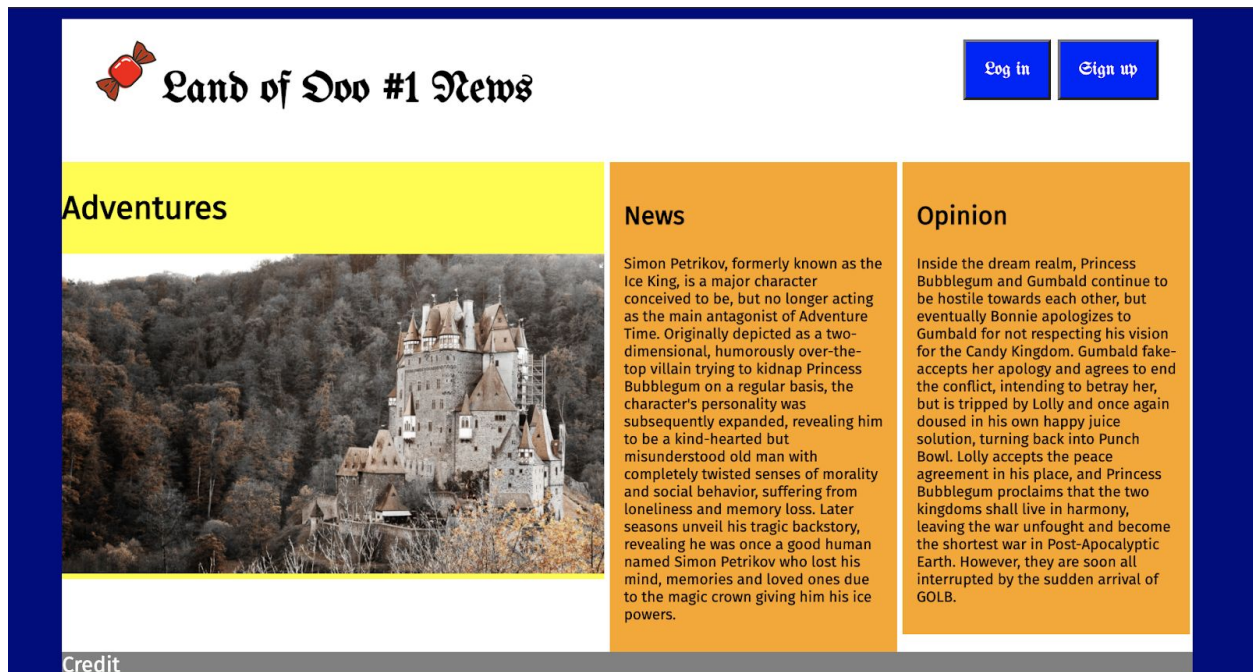 Land of Ooo #1 News
Log in
Sign up
Adventures
News
Simon Petrikov, formerly known as the
Ice King, is a major character
conceived to be, but no longer acting
as the main antagonist of Adventure
Time. Originally depicted as a two-
dimensional, humorously over-the-
top villain trying to kidnap Princess
Bubblegum on a regular basis, the
character's personality was
subsequently expanded, revealing him
to be a kind-hearted but
misunderstood old man with
completely twisted senses of morality
and social behavior, suffering from
loneliness and memory loss. Later
seasons unveil his tragic backstory,
revealing he was once a good human
named Simon Petrikov who lost his
mind, memories and loved ones due
to the magic crown giving him his ice
powers.
Opinion
Inside the dream realm, Princess
Bubblegum and Gumbald continue to
be hostile towards each other, but
eventually Bonnie apologizes to
Gumbald for not respecting his vision
for the Candy Kingdom. Gumbald fake-
accepts her apology and agrees to end
the conflict, intending to betray her,
but is tripped by Lolly and once again
doused in his own happy juice
solution, turning back into Punch
Bowl. Lolly accepts the peace
agreement in his place, and Princess
Bubblegum proclaims that the two
kingdoms shall live in harmony,
leaving the war unfought and become
the shortest war in Post-Apocalyptic
Earth. However, they are soon all
interrupted by the sudden arrival of
GOLB.
Credit